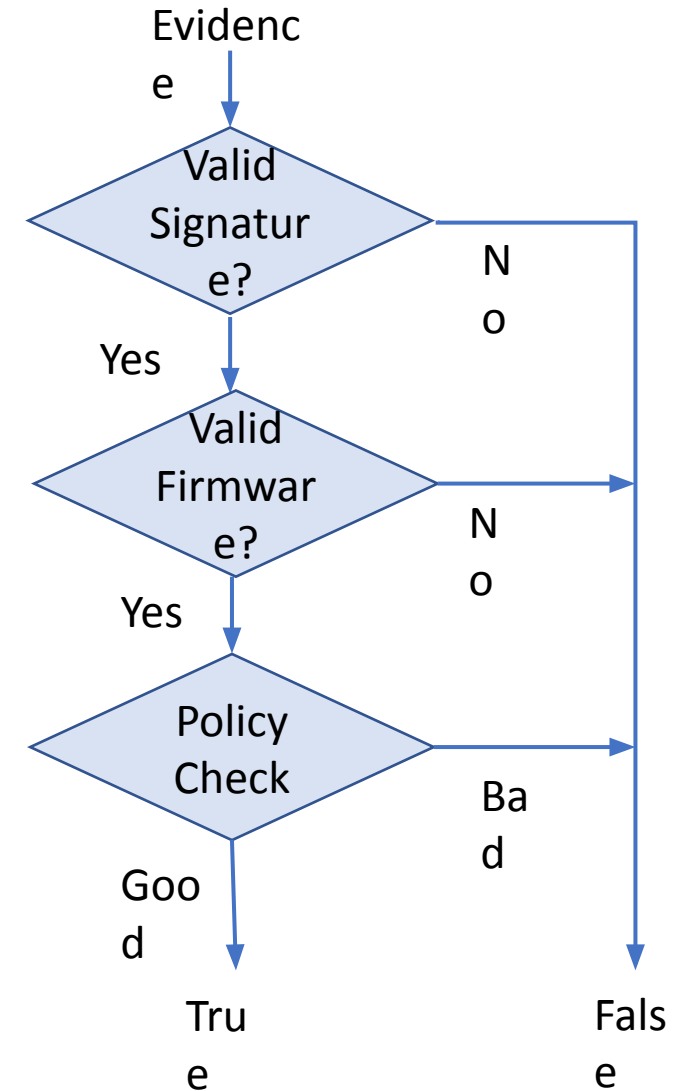 Evidenc
e
Valid
Signatur
e?
N
o
Yes
Valid
Firmwar
e?
N
o
Yes
Policy
Check
Ba
d
Goo
d
Tru
e
Fals
e